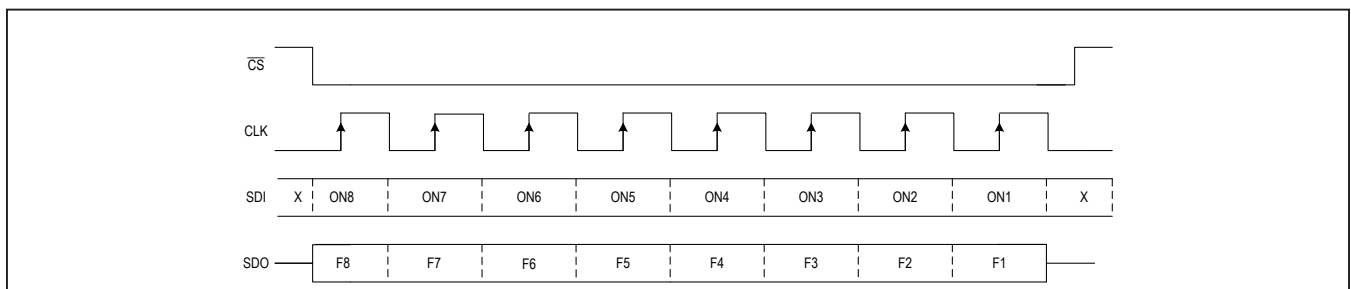 CS
CLK
SDI X ON8 ON7 ON6 ON5 ON4 ON3 ON2 ON1 X
SDO F8 F7 F6 F5 F4 F3 F2 F1